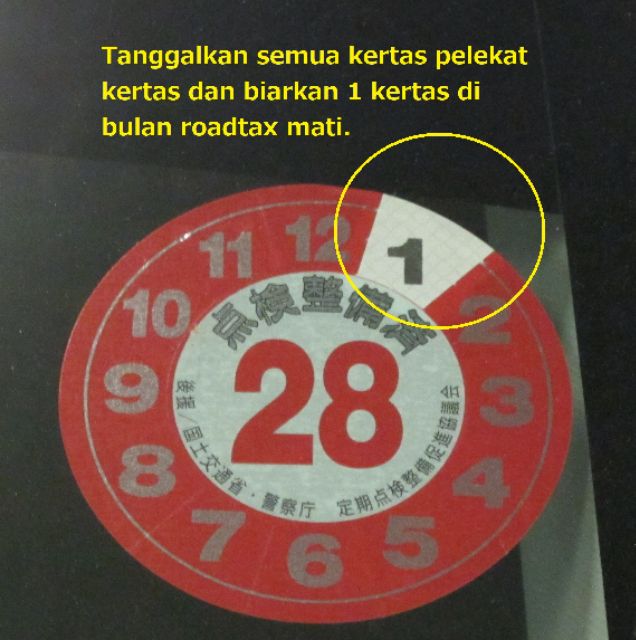 Tanggalkan semua kertas pelekat
kertas dan biarkan 1 kertas di
bulan roadtax mati.
12
1
2
3
4
5
6
7
8
9
10
11
点検整備済
28
後援/国土交通省・警察庁 定期点検整備促進協議会